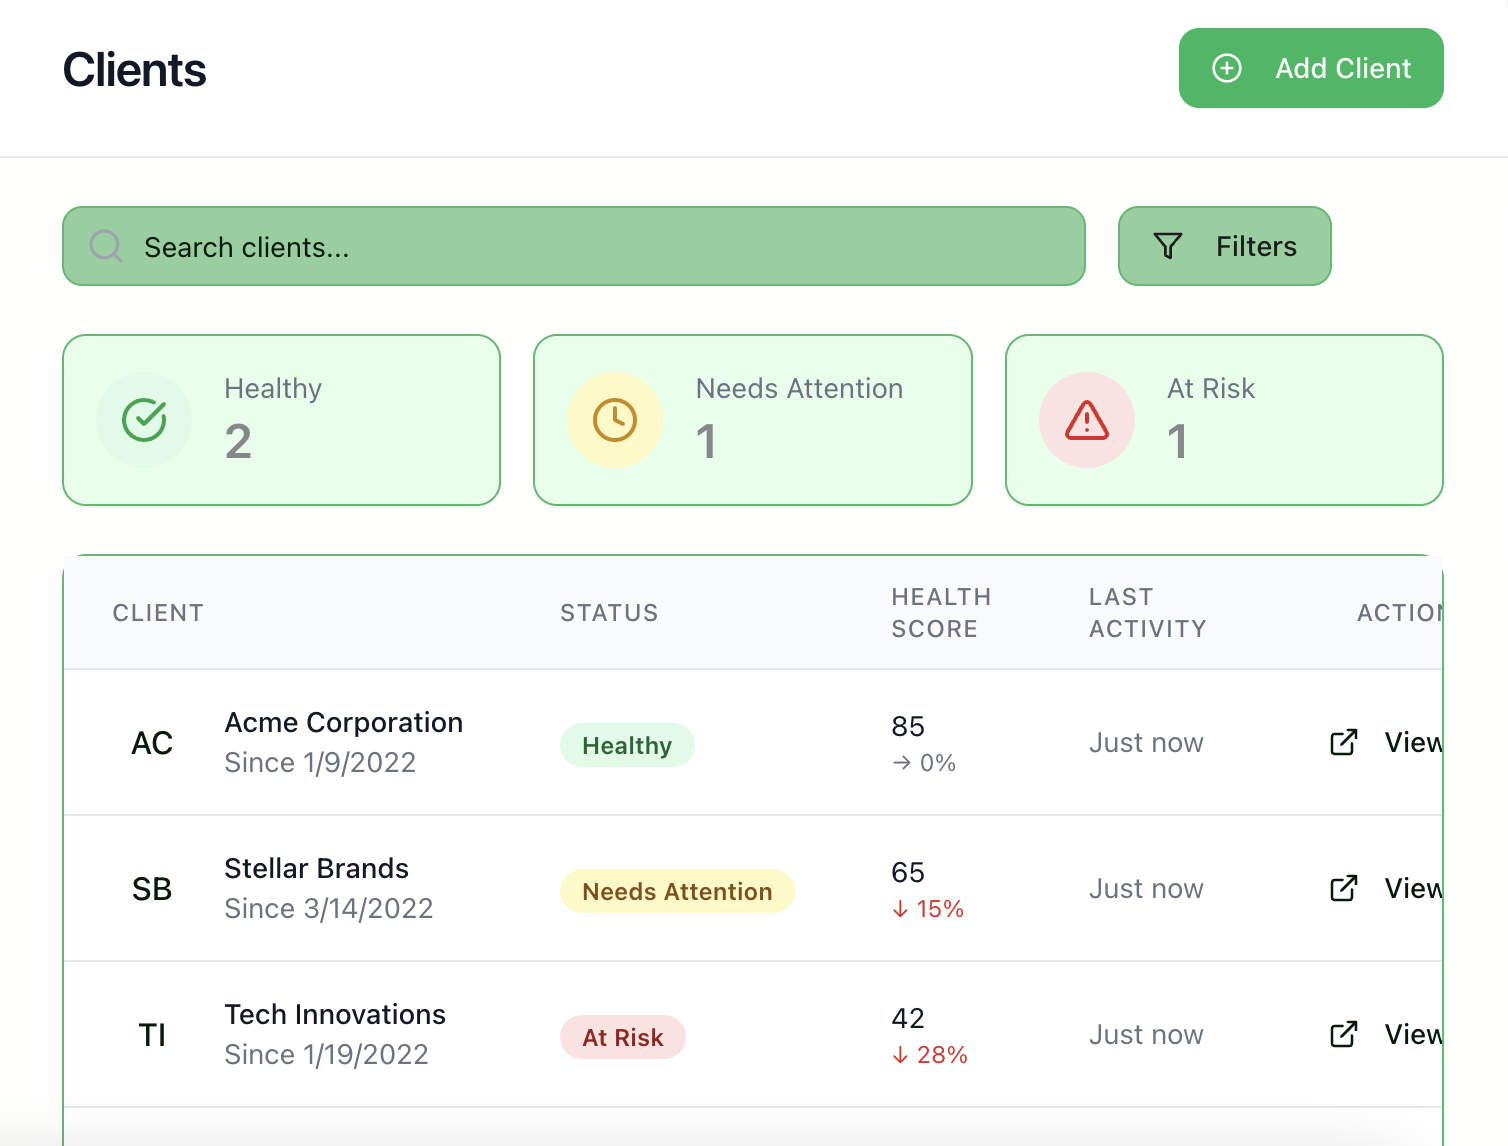 Clients
Add Client
Search clients...
Filters
Healthy
2
Needs Attention
1
At Risk
1
CLIENT STATUS HEALTH SCORE LAST ACTIVITY ACTION
AC Acme Corporation Healthy 85 Just now View
Since 1/9/2022 → 0%
SB Stellar Brands Needs Attention 65 Just now View
Since 3/14/2022 ↓ 15%
TI Tech Innovations At Risk 42 Just now View
Since 1/19/2022 ↓ 28%